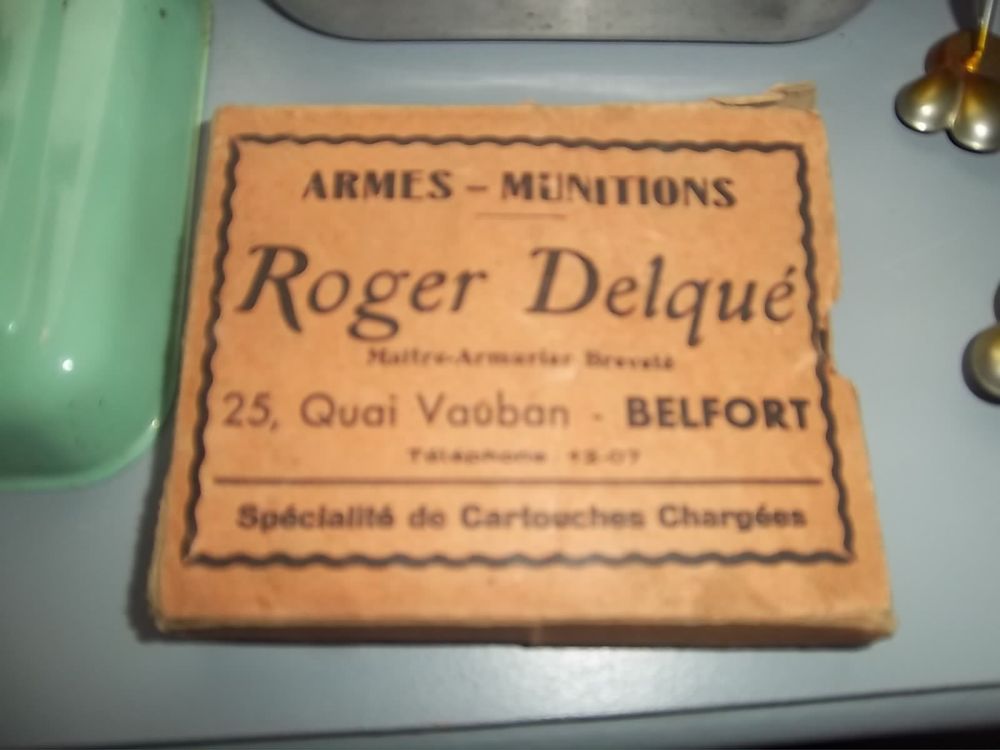 ARMES - MUNITIONS
Roger Delqué
Maître-Armurier Breveté
25, Quai Vauban - BELFORT
Téléphone 12-07
Spécialité de Cartouches Chargées